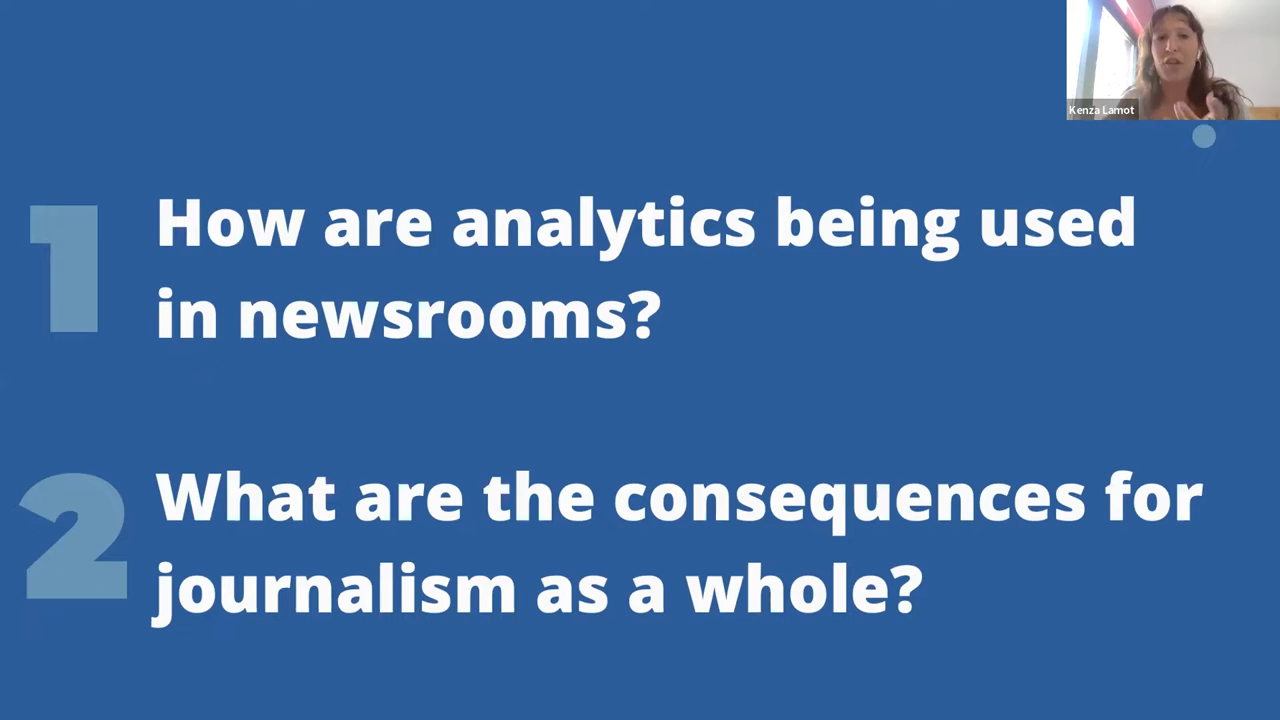 Kenza Lamot
1 How are analytics being used
in newsrooms?
2 What are the consequences for
journalism as a whole?